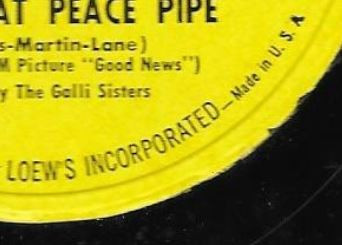 AT PEACE PIPE
s-Martin-Lane)
M Picture "Good News")
y The Galli Sisters
LOEW'S INCORPORATED—Made in U. S. A.